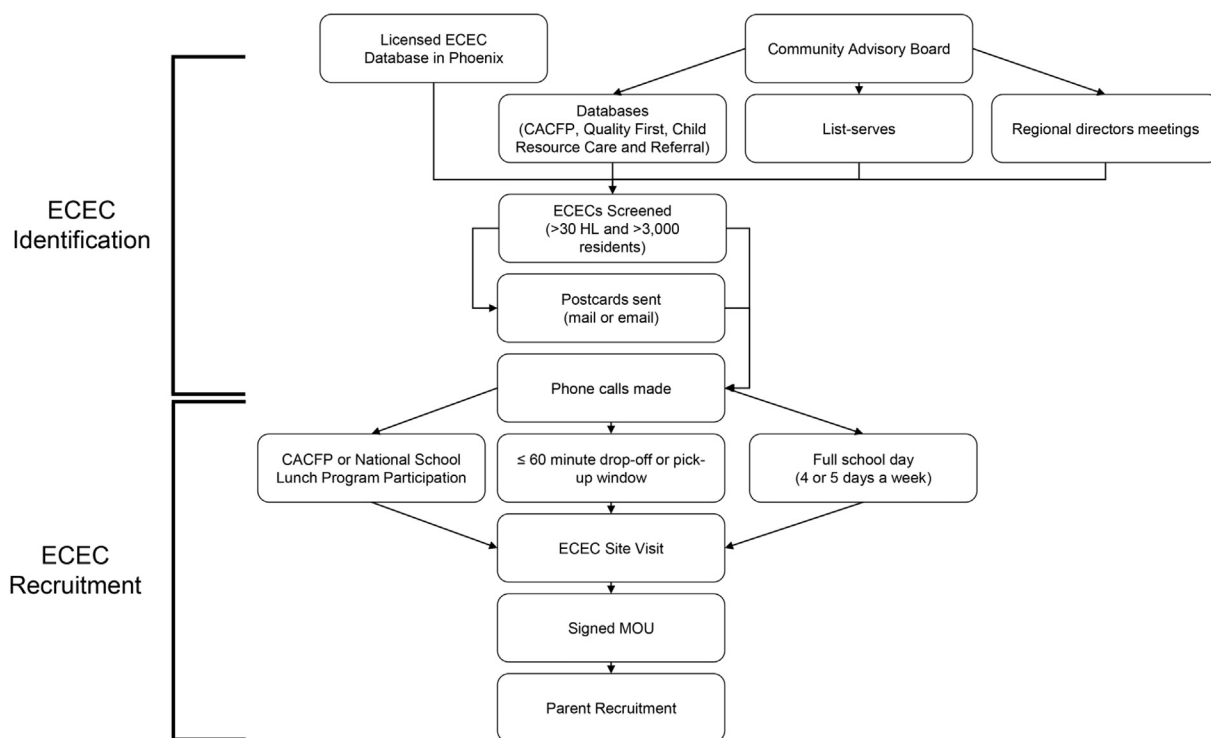 Licensed ECEC
Database in Phoenix
Community Advisory Board
Databases
(CACFP, Quality First, Child
Resource Care and Referral)
List-serves
Regional directors meetings
ECEC
Identification
ECECs Screened
(>30 HL and >3,000
residents)
Postcards sent
(mail or email)
Phone calls made
ECEC
Recruitment
CACFP or National School
Lunch Program Participation
≤ 60 minute drop-off or pick-
up window
Full school day
(4 or 5 days a week)
ECEC Site Visit
Signed MOU
Parent Recruitment